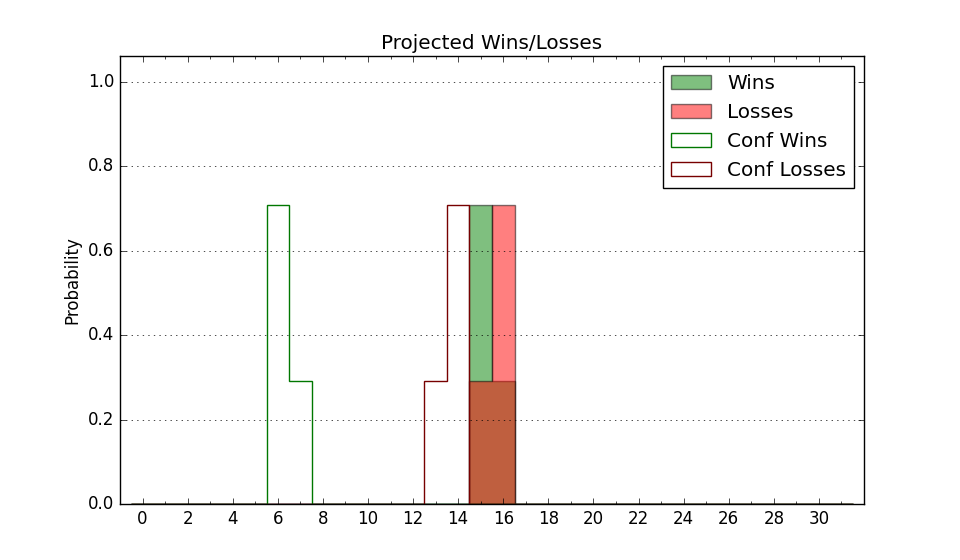 Projected Wins/Losses
Wins
Losses
Conf Wins
Conf Losses
Probability
1.0
0.8
0.6
0.4
0.2
0.0
0 2 4 6 8 10 12 14 16 18 20 22 24 26 28 30